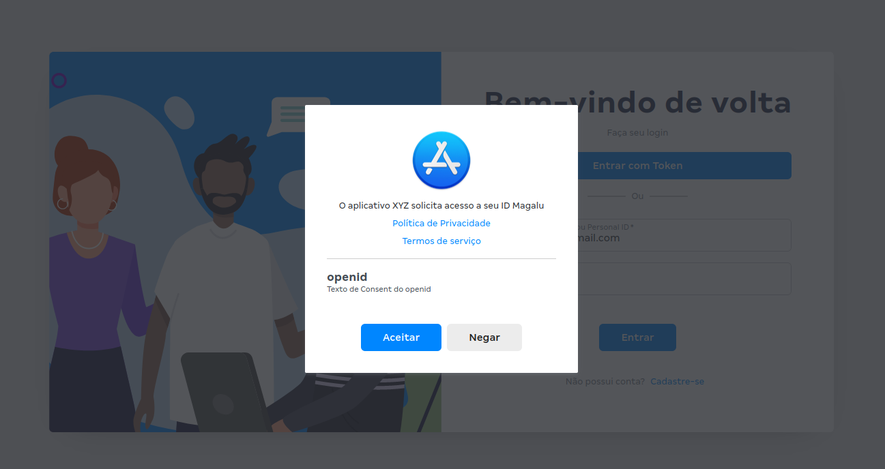 Bem-vindo de volta
Faça seu login
Entrar com Token
Ou
Personal ID*
mail.com
O aplicativo XYZ solicita acesso a seu ID Magalu
Política de Privacidade
Termos de serviço
openid
Texto de Consent do openid
Aceitar
Negar
Entrar
Não possui conta? Cadastre-se